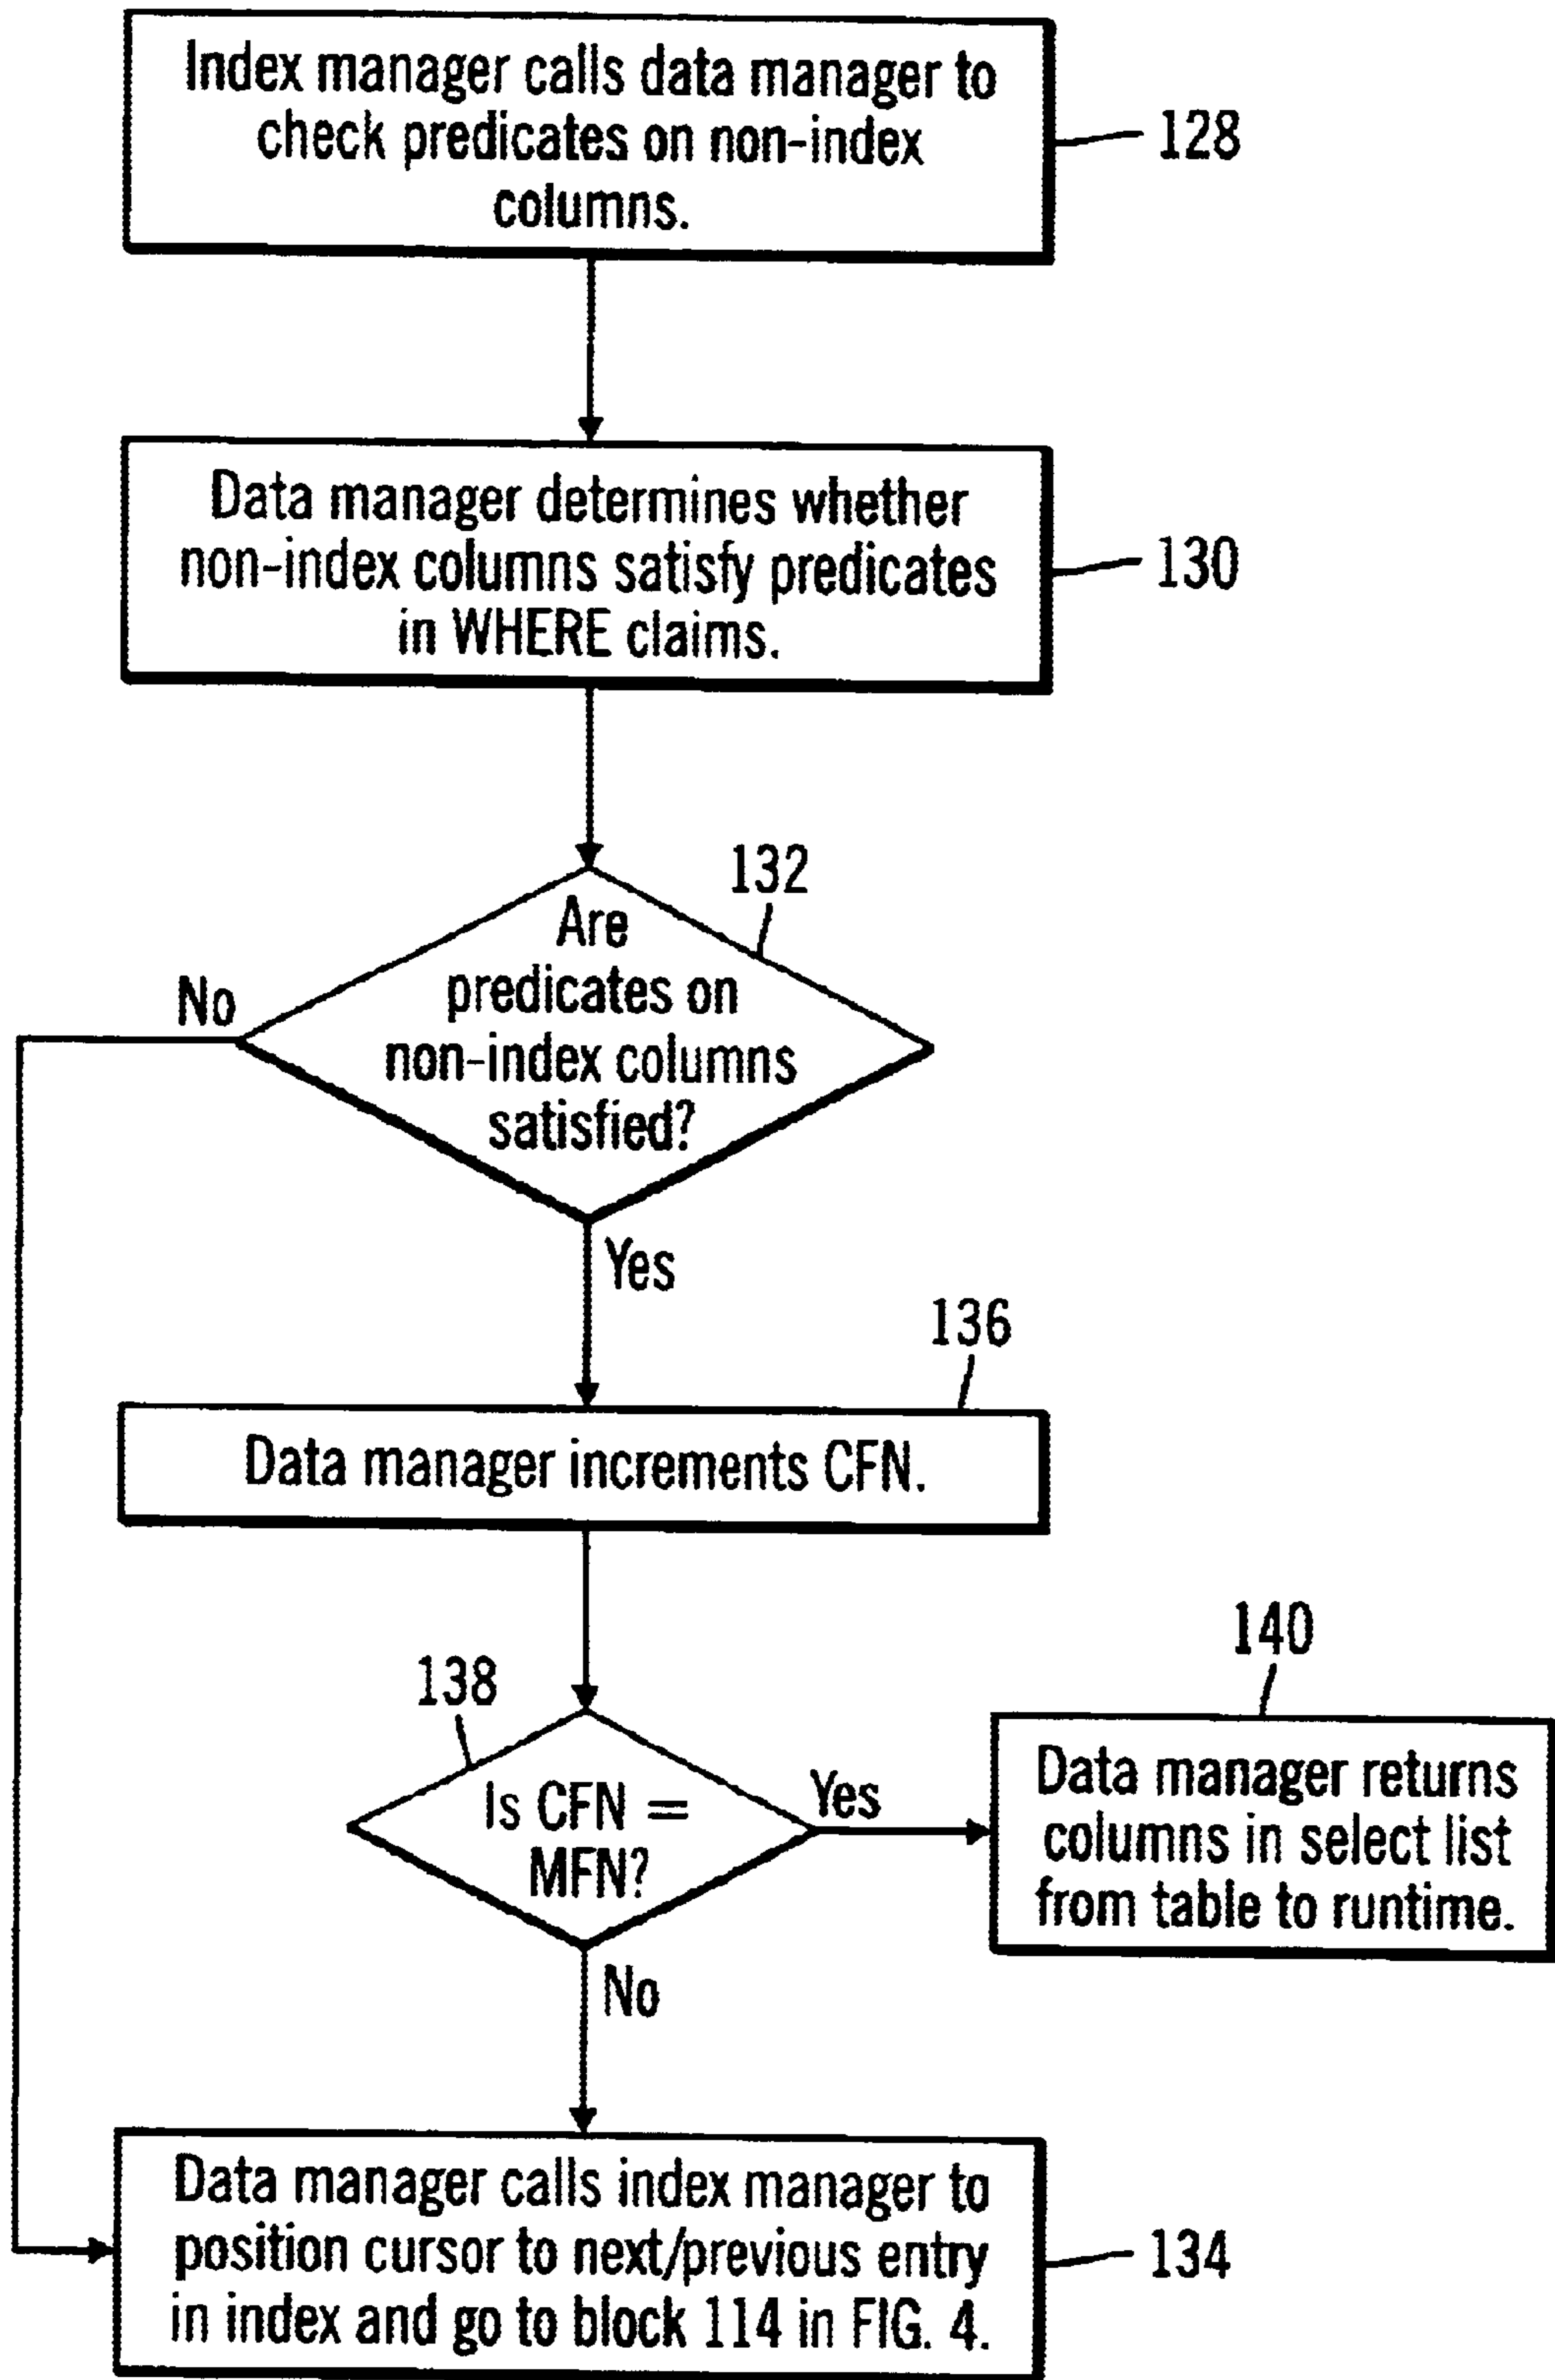 Index manager calls data manager to
check predicates on non-index
columns.
128
Data manager determines whether
non-index columns satisfy predicates
in WHERE claims.
130
132
Are
predicates on
non-index columns
satisfied?
No
Yes
136
Data manager increments CFN.
138
Is CFN =
MFN?
Yes
140
Data manager returns
columns in select list
from table to runtime.
No
Data manager calls index manager to
position cursor to next/previous entry
in index and go to block 114 in FIG. 4.
134